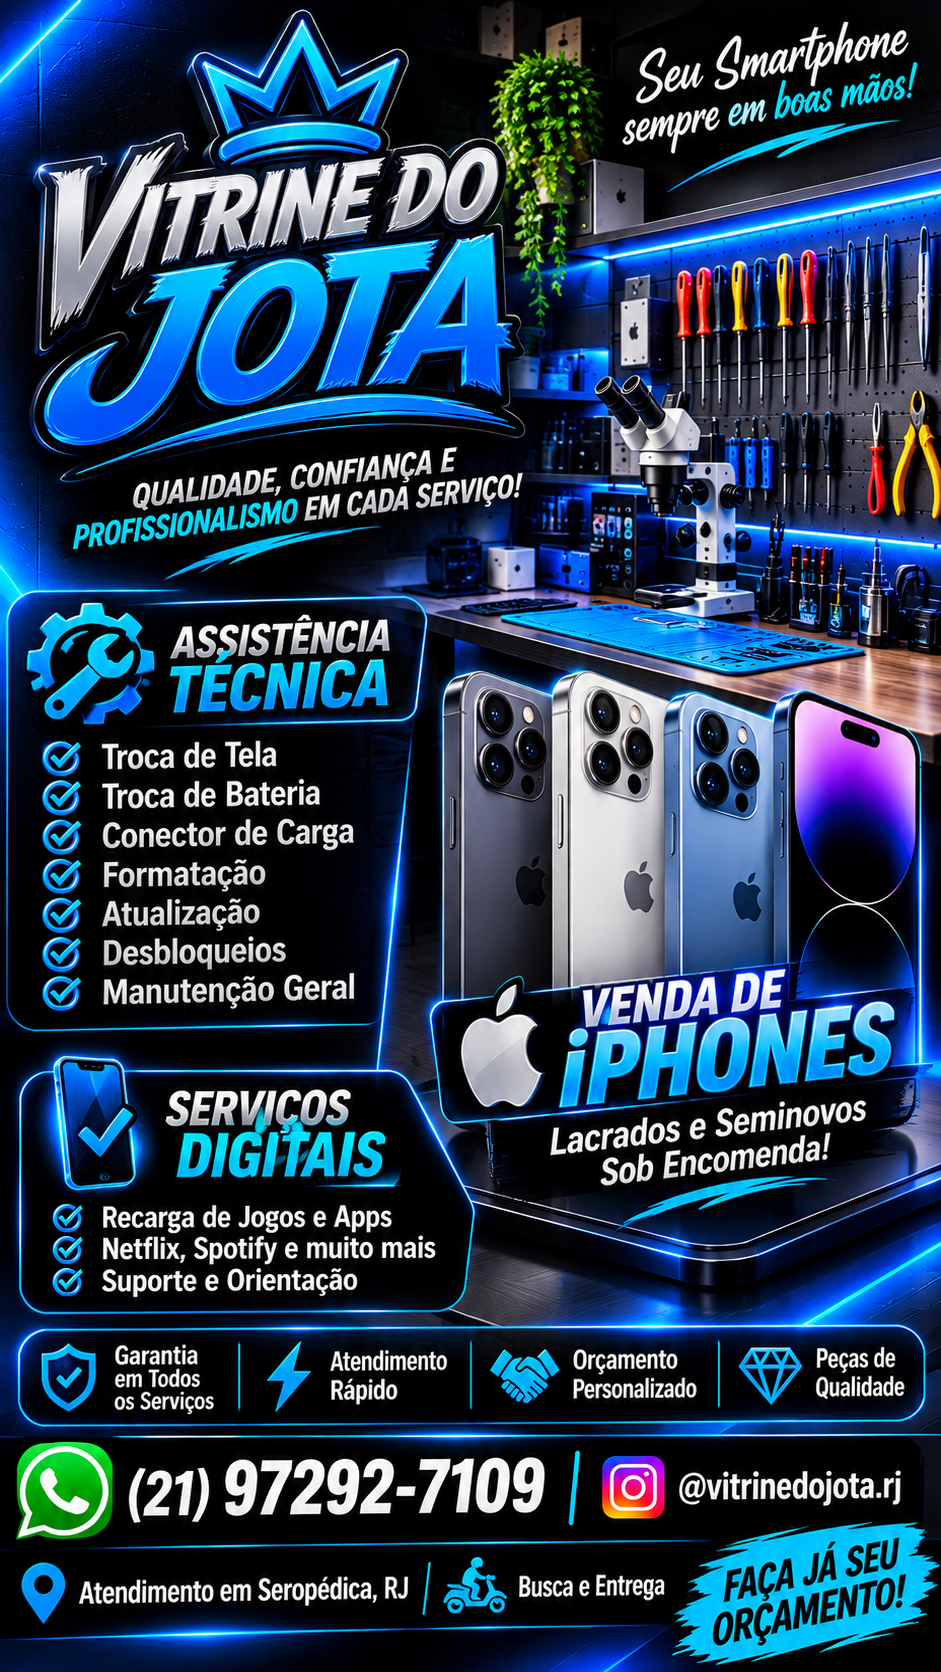 Seu Smartphone
sempre em boas mãos!
VITRINE DO
JOTA
QUALIDADE, CONFIANÇA E
PROFISSIONALISMO EM CADA SERVIÇO!
ASSISTÊNCIA
TÉCNICA
Troca de Tela
Troca de Bateria
Conector de Carga
Formatação
Atualização
Desbloqueios
Manutenção Geral
VENDA DE
iPHONES
Lacrados e Seminovos
Sob Encomenda!
SERVIÇOS
DIGITAIS
Recarga de Jogos e Apps
Netflix, Spotify e muito mais
Suporte e Orientação
Garantia
em Todos
os Serviços
Atendimento
Rápido
Orçamento
Personalizado
Peças de
Qualidade
(21) 97292-7109
@vitrinedojota.rj
Atendimento em Seropédica, RJ
Busca e Entrega
FAÇA JÁ SEU
ORÇAMENTO!